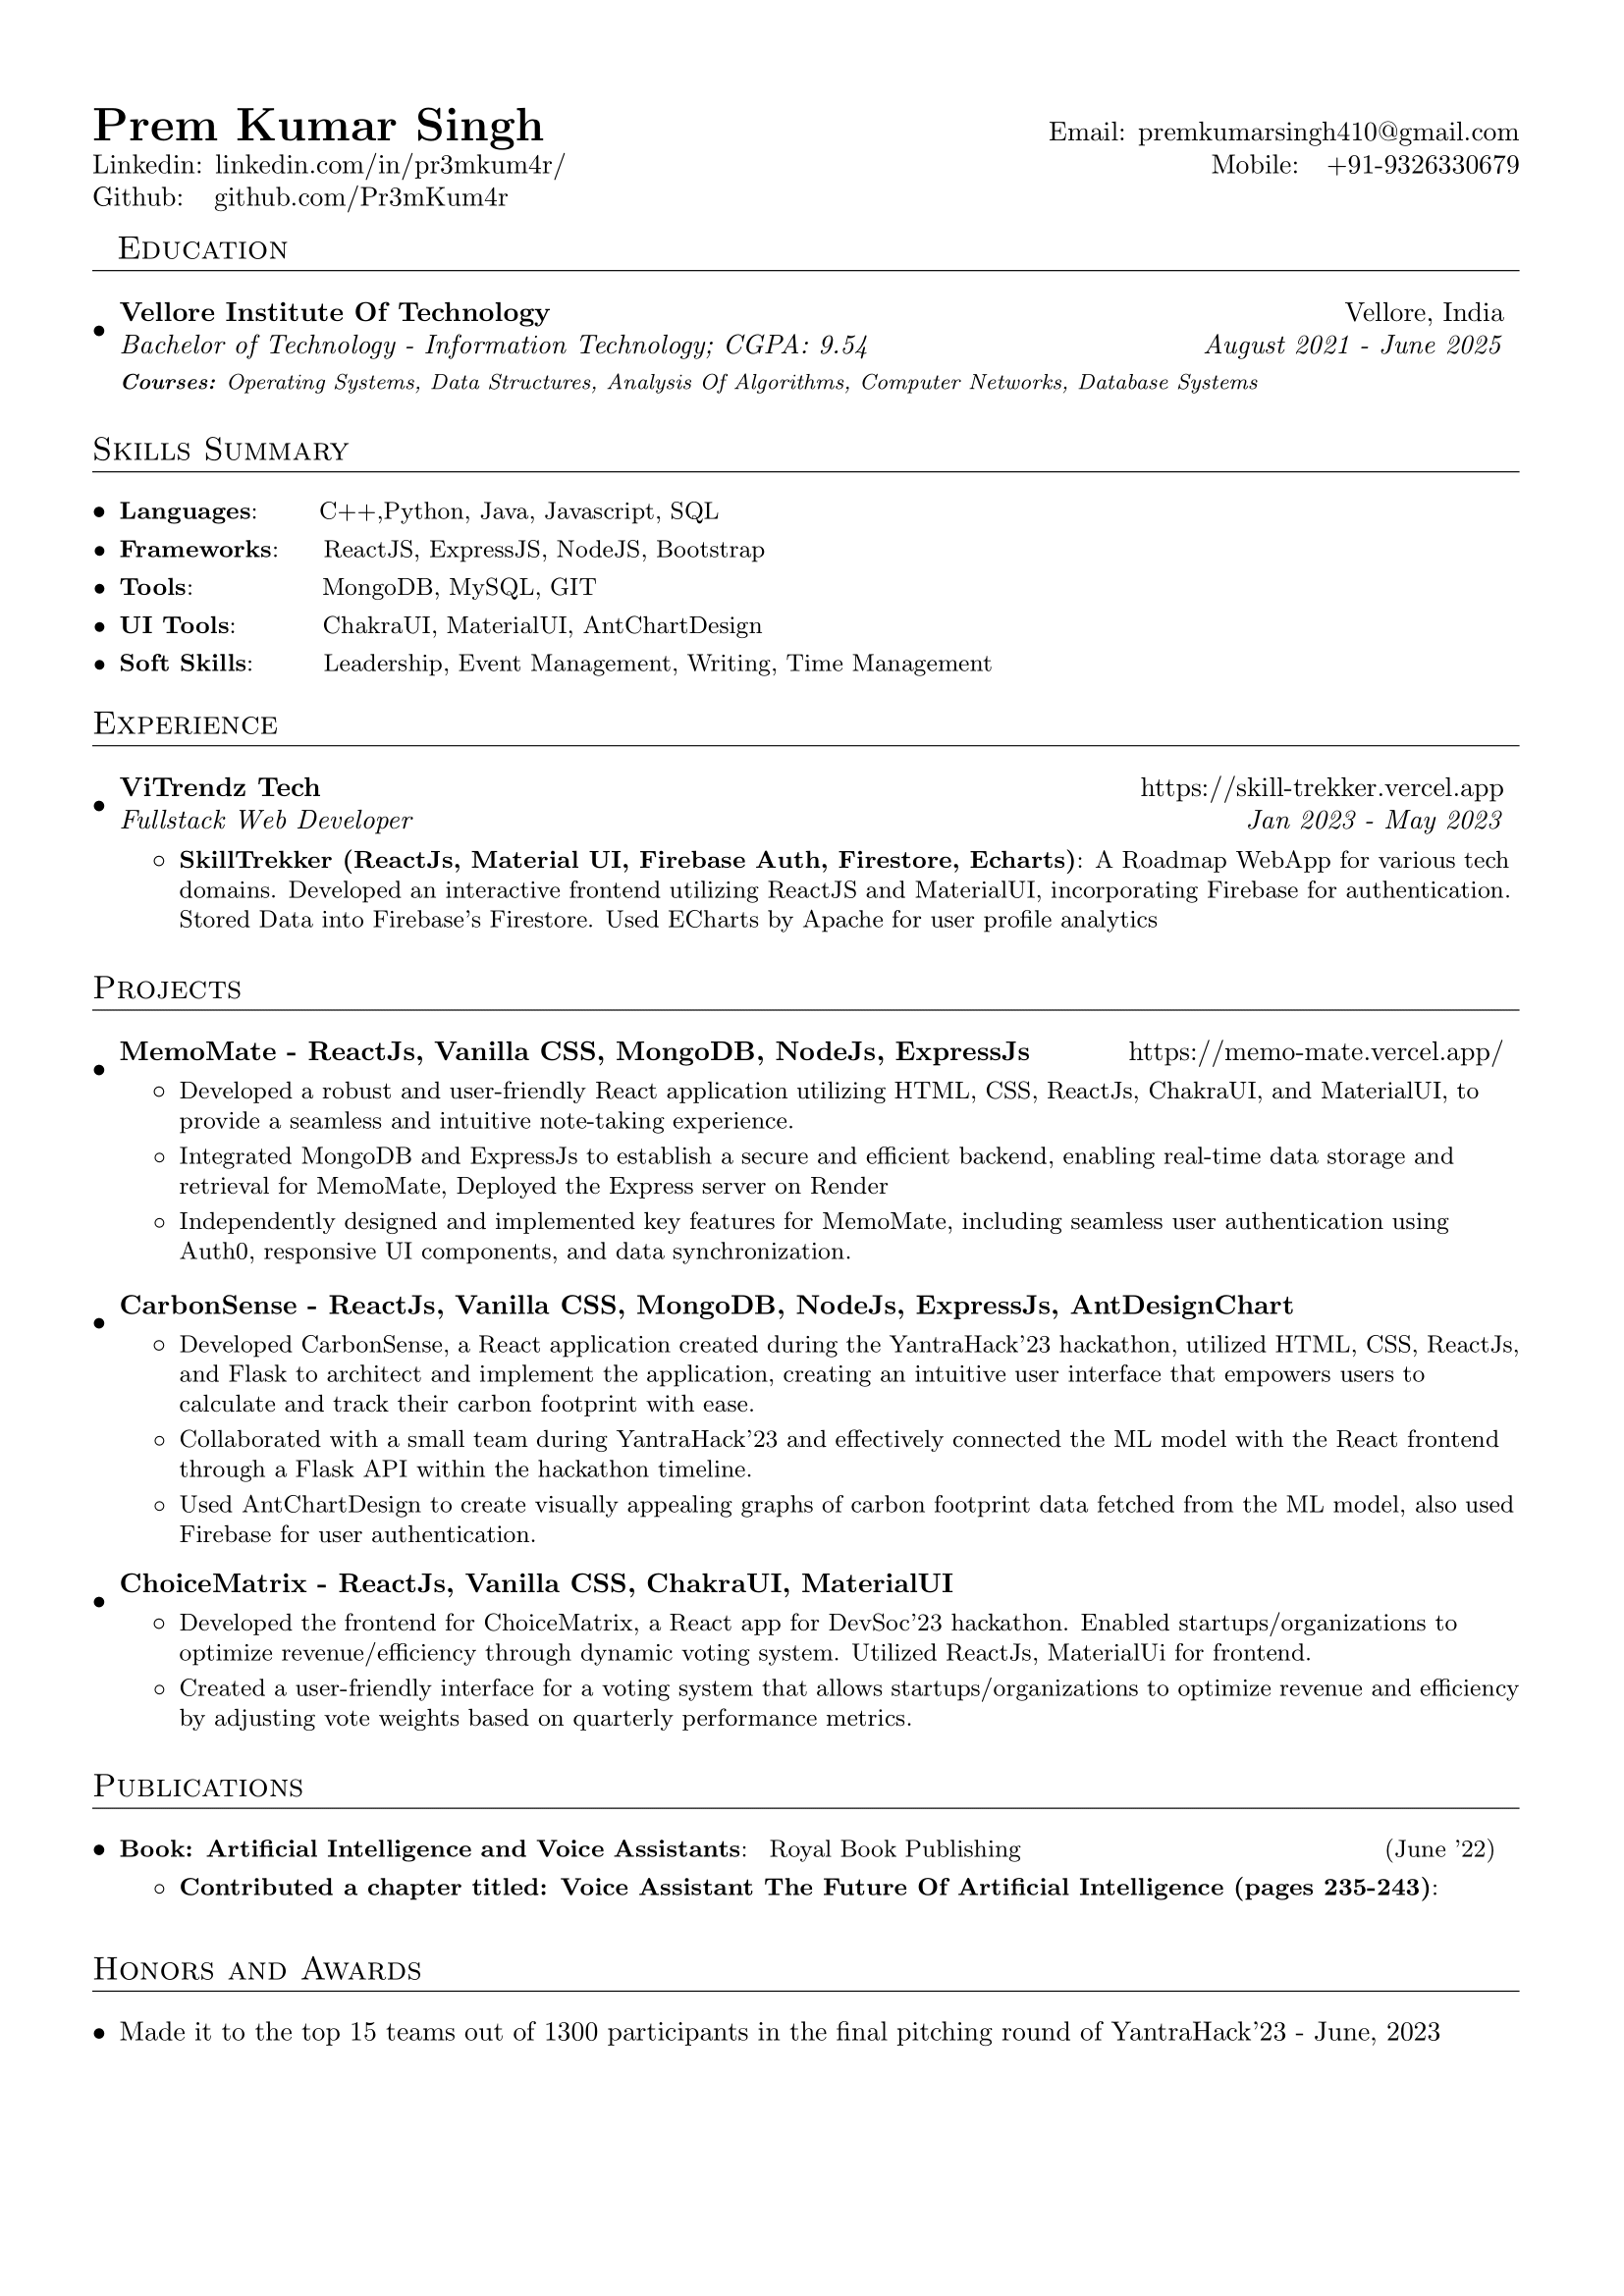 Prem Kumar Singh
Email: premkumarsingh410@gmail.com
Linkedin: linkedin.com/in/pr3mkum4r/
Mobile: +91-9326330679
Github: github.com/Pr3mKum4r
Education
Vellore Institute Of Technology
Vellore, India
Bachelor of Technology - Information Technology; CGPA: 9.54
August 2021 - June 2025
Courses: Operating Systems, Data Structures, Analysis Of Algorithms, Computer Networks, Database Systems
Skills Summary
• Languages: C++,Python, Java, Javascript, SQL
• Frameworks: ReactJS, ExpressJS, NodeJS, Bootstrap
• Tools: MongoDB, MySQL, GIT
• UI Tools: ChakraUI, MaterialUI, AntChartDesign
• Soft Skills: Leadership, Event Management, Writing, Time Management
Experience
• ViTrendz Tech
https://skill-trekker.vercel.app
Fullstack Web Developer
Jan 2023 - May 2023
◦ SkillTrekker (ReactJs, Material UI, Firebase Auth, Firestore, Echarts): A Roadmap WebApp for various tech
domains. Developed an interactive frontend utilizing ReactJS and MaterialUI, incorporating Firebase for authentication.
Stored Data into Firebase's Firestore. Used ECharts by Apache for user profile analytics
Projects
• MemoMate - ReactJs, Vanilla CSS, MongoDB, NodeJs, ExpressJs
https://memo-mate.vercel.app/
◦ Developed a robust and user-friendly React application utilizing HTML, CSS, ReactJs, ChakraUI, and MaterialUI, to
provide a seamless and intuitive note-taking experience.
◦ Integrated MongoDB and ExpressJs to establish a secure and efficient backend, enabling real-time data storage and
retrieval for MemoMate, Deployed the Express server on Render
◦ Independently designed and implemented key features for MemoMate, including seamless user authentication using
Auth0, responsive UI components, and data synchronization.
• CarbonSense - ReactJs, Vanilla CSS, MongoDB, NodeJs, ExpressJs, AntDesignChart
◦ Developed CarbonSense, a React application created during the YantraHack'23 hackathon, utilized HTML, CSS, ReactJs,
and Flask to architect and implement the application, creating an intuitive user interface that empowers users to
calculate and track their carbon footprint with ease.
◦ Collaborated with a small team during YantraHack'23 and effectively connected the ML model with the React frontend
through a Flask API within the hackathon timeline.
◦ Used AntChartDesign to create visually appealing graphs of carbon footprint data fetched from the ML model, also used
Firebase for user authentication.
• ChoiceMatrix - ReactJs, Vanilla CSS, ChakraUI, MaterialUI
◦ Developed the frontend for ChoiceMatrix, a React app for DevSoc'23 hackathon. Enabled startups/organizations to
optimize revenue/efficiency through dynamic voting system. Utilized ReactJs, MaterialUi for frontend.
◦ Created a user-friendly interface for a voting system that allows startups/organizations to optimize revenue and efficiency
by adjusting vote weights based on quarterly performance metrics.
Publications
• Book: Artificial Intelligence and Voice Assistants: Royal Book Publishing (June '22)
◦ Contributed a chapter titled: Voice Assistant The Future Of Artificial Intelligence (pages 235-243):
Honors and Awards
• Made it to the top 15 teams out of 1300 participants in the final pitching round of YantraHack'23 - June, 2023